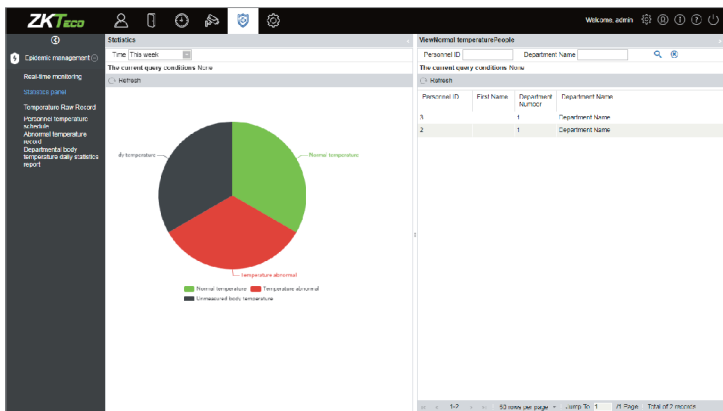 ZKTECO
Welcome, admin
Epidemic management
Real-time monitoring
Statistics panel
Temperature Raw Record
Personnel temperature
schedule
Abnormal temperature
record
Departmental body
temperature daily statistics
report
Statistics
Time This week
The current query conditions None
Refresh
dy temperature
Normal temperature
Temperature abnormal
Normal temperature Temperature abnormal
Unmeasured body temperature
ViewNormal temperaturePeople
Personnel ID Department Name
The current query conditions None
Refresh
Personnel ID First Name Department Number Department Name
3 1 Department Name
2 1 Department Name
1-2 50 rows per page Jump To 1 /1 Page Total of 2 records